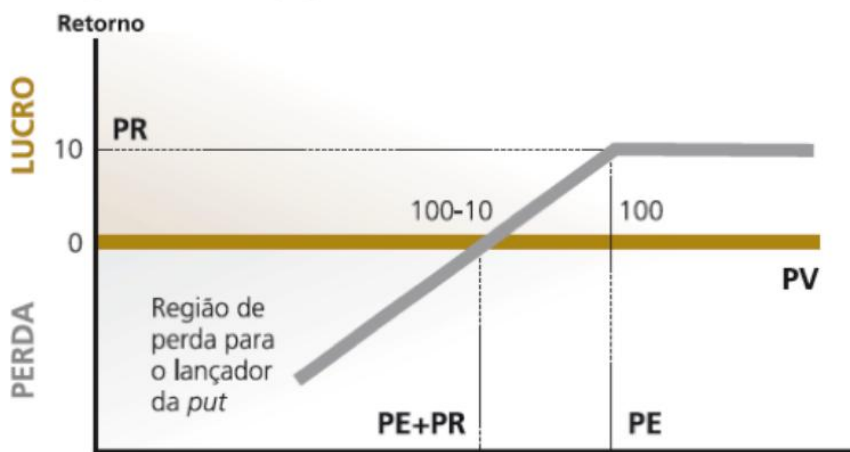 Retorno
LUCRO
PR
10
100-10
100
0
PV
PERDA
Região de
perda para
o lançador
da put
PE+PR
PE